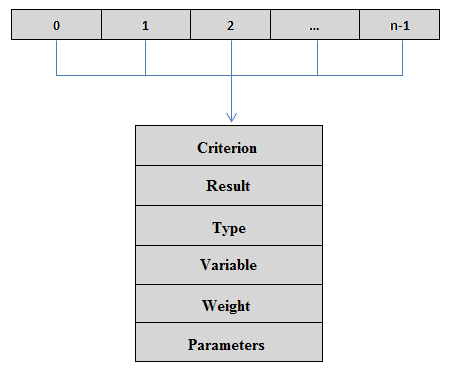 0 1 2 ... n-1
Criterion
Result
Type
Variable
Weight
Parameters